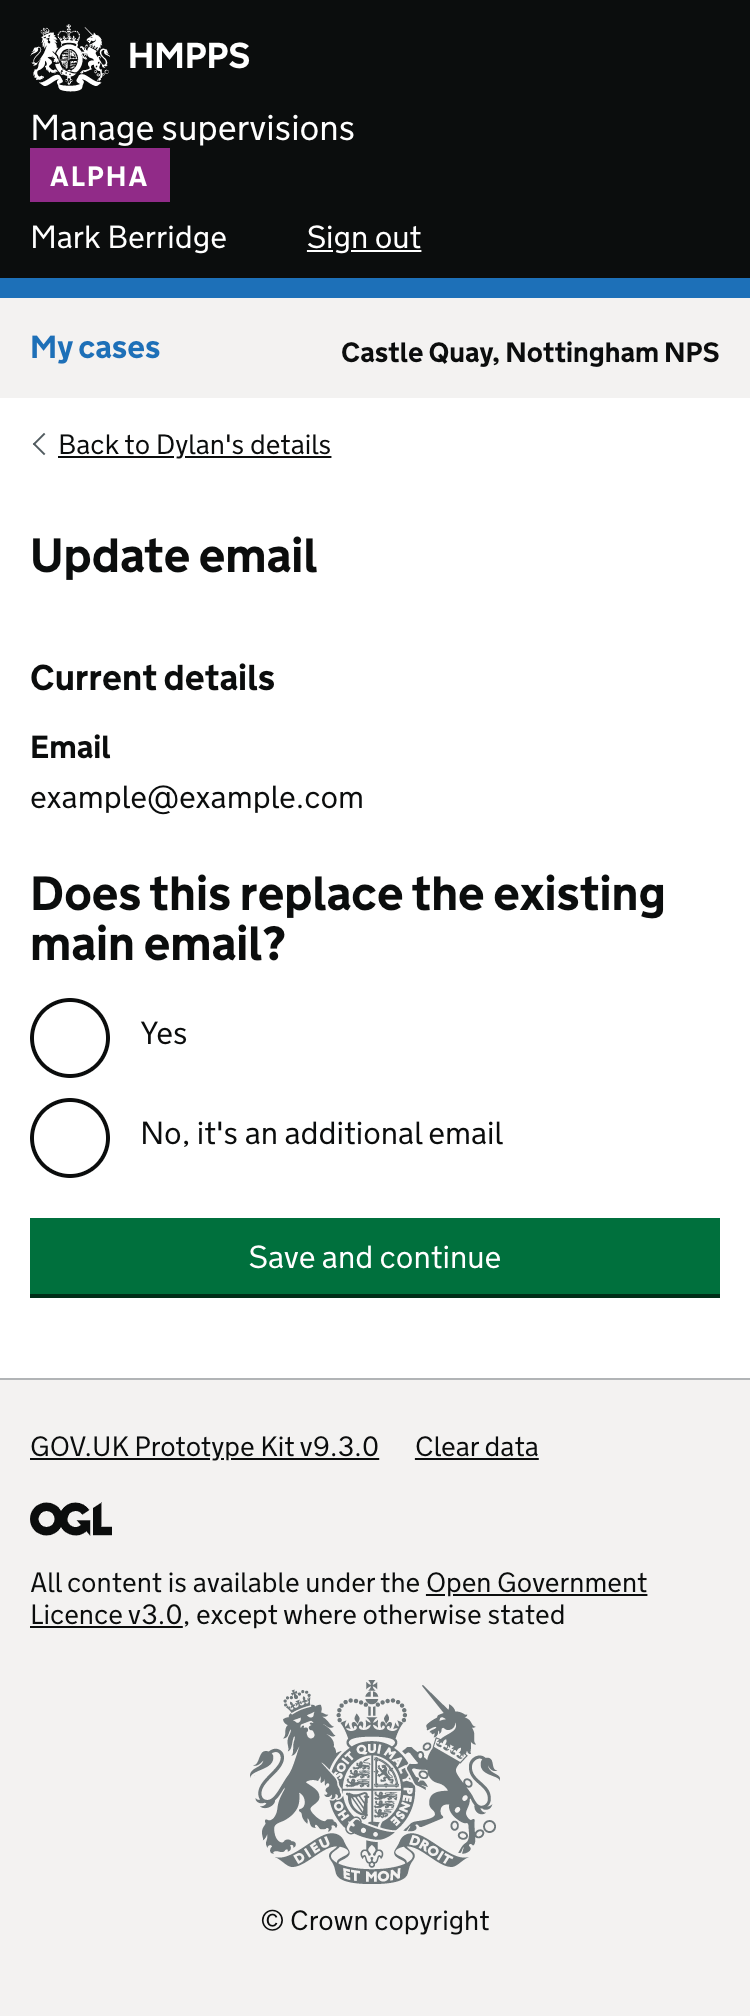 HMPPS
Manage supervisions
ALPHA
Mark Berridge Sign out
My cases Castle Quay, Nottingham NPS
Back to Dylan's details
Update email
Current details
Email
example@example.com
Does this replace the existing
main email?
Yes
No, it's an additional email
Save and continue
GOV.UK Prototype Kit v9.3.0 Clear data
OGL
All content is available under the Open Government
Licence v3.0, except where otherwise stated
HONI SOIT QUI MAL Y PENSE
DIEU ET MON DROIT
© Crown copyright